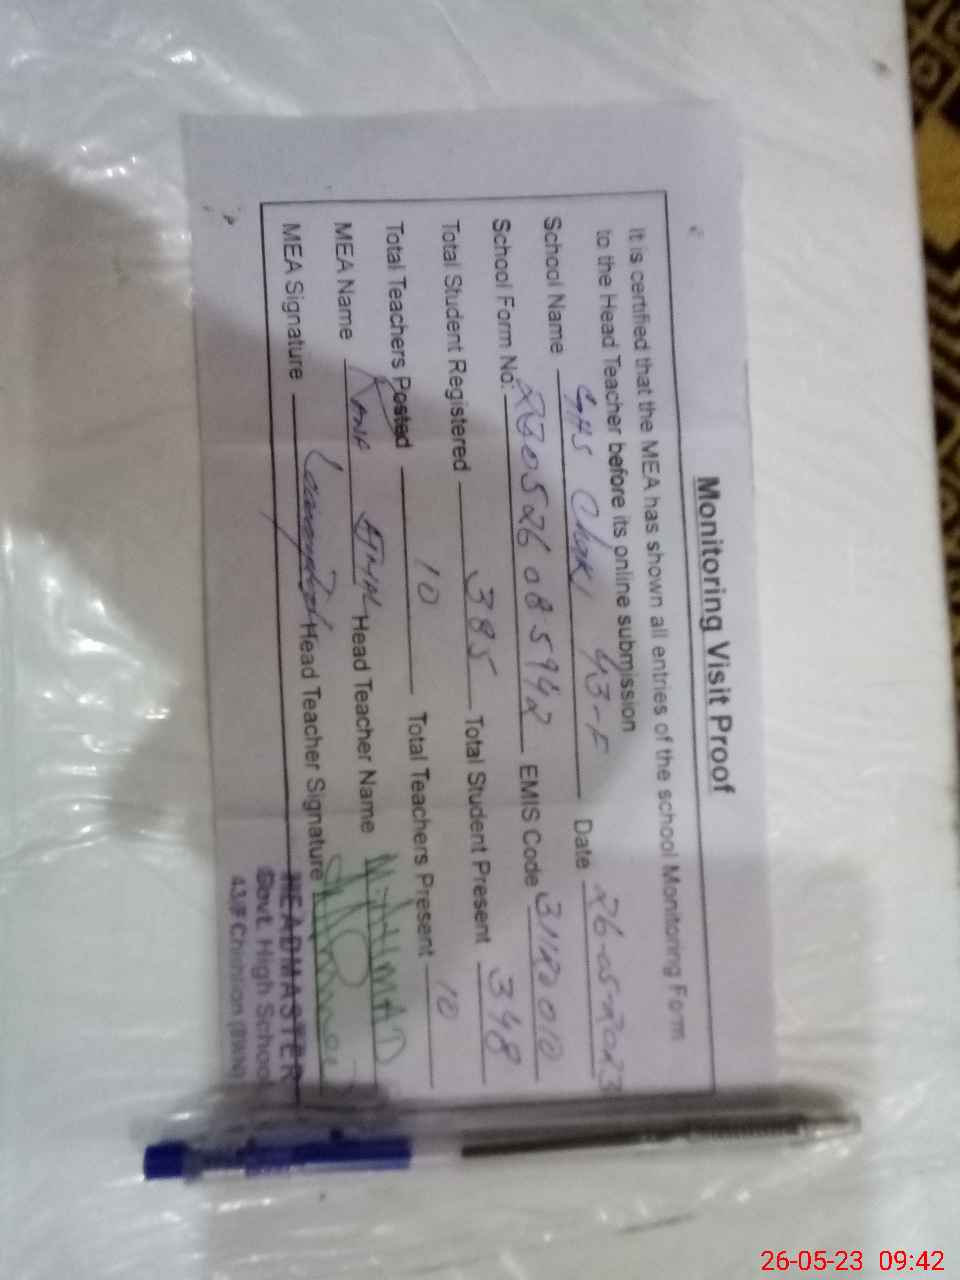 Monitoring Visit Proof
It is certified that the MEA has shown all entries of the school Monitoring Form
to the Head Teacher before its online submission
School Name GHS Chak 43-F Date 26-05-2023
School Form No: 230526085942 EMIS Code 31120010
Total Student Registered 385 Total Student Present 348
Total Teachers Posted 10 Total Teachers Present 10
MEA Name Head Teacher Name
MEA Signature Head Teacher Signature
HEADMASTER
Govt. High School
43/F Chishtian (BWN)
26-05-23 09:42